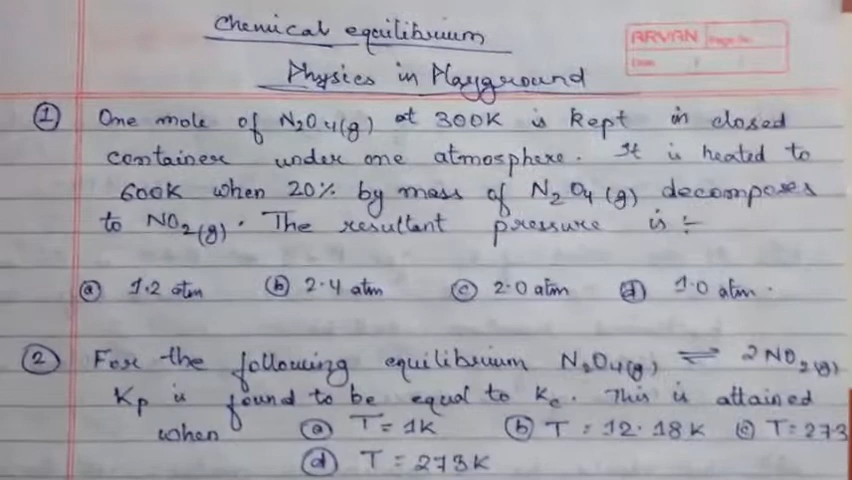 Chemical equilibrium
ARVAN Page No.
Date / /
Physics in Playground
① One mole of N₂O₄(g) at 300K is kept in closed
container under one atmosphere. It is heated to
600K when 20% by mass of N₂O₄ (g) decomposes
to NO₂(g). The resultant pressure is :-
ⓐ 1.2 atm ⓑ 2.4 atm ⓒ 2.0 atm ⓓ 1.0 atm.
② For the following equilibrium N₂O₄(g) ⇌ 2NO₂(g)
Kp is found to be equal to Kc. This is attained
when ⓐ T = 1K ⓑ T = 12.18K ⓒ T = 273
ⓓ T = 273K